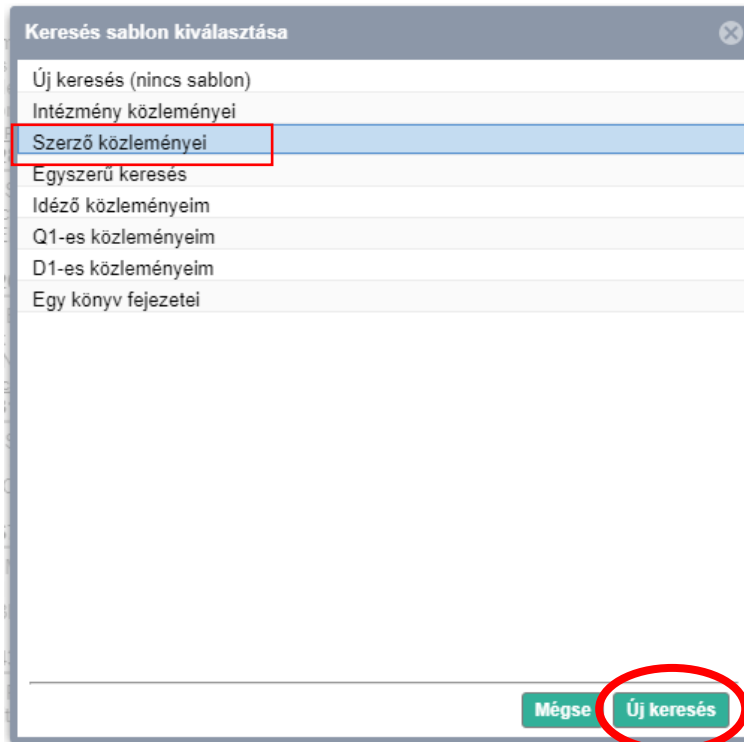 Keresés sablon kiválasztása
Új keresés (nincs sablon)
Intézmény közleményei
Szerző közleményei
Egyszerű keresés
Idéző közleményeim
Q1-es közleményeim
D1-es közleményeim
Egy könyv fejezetei
Mégse Új keresés